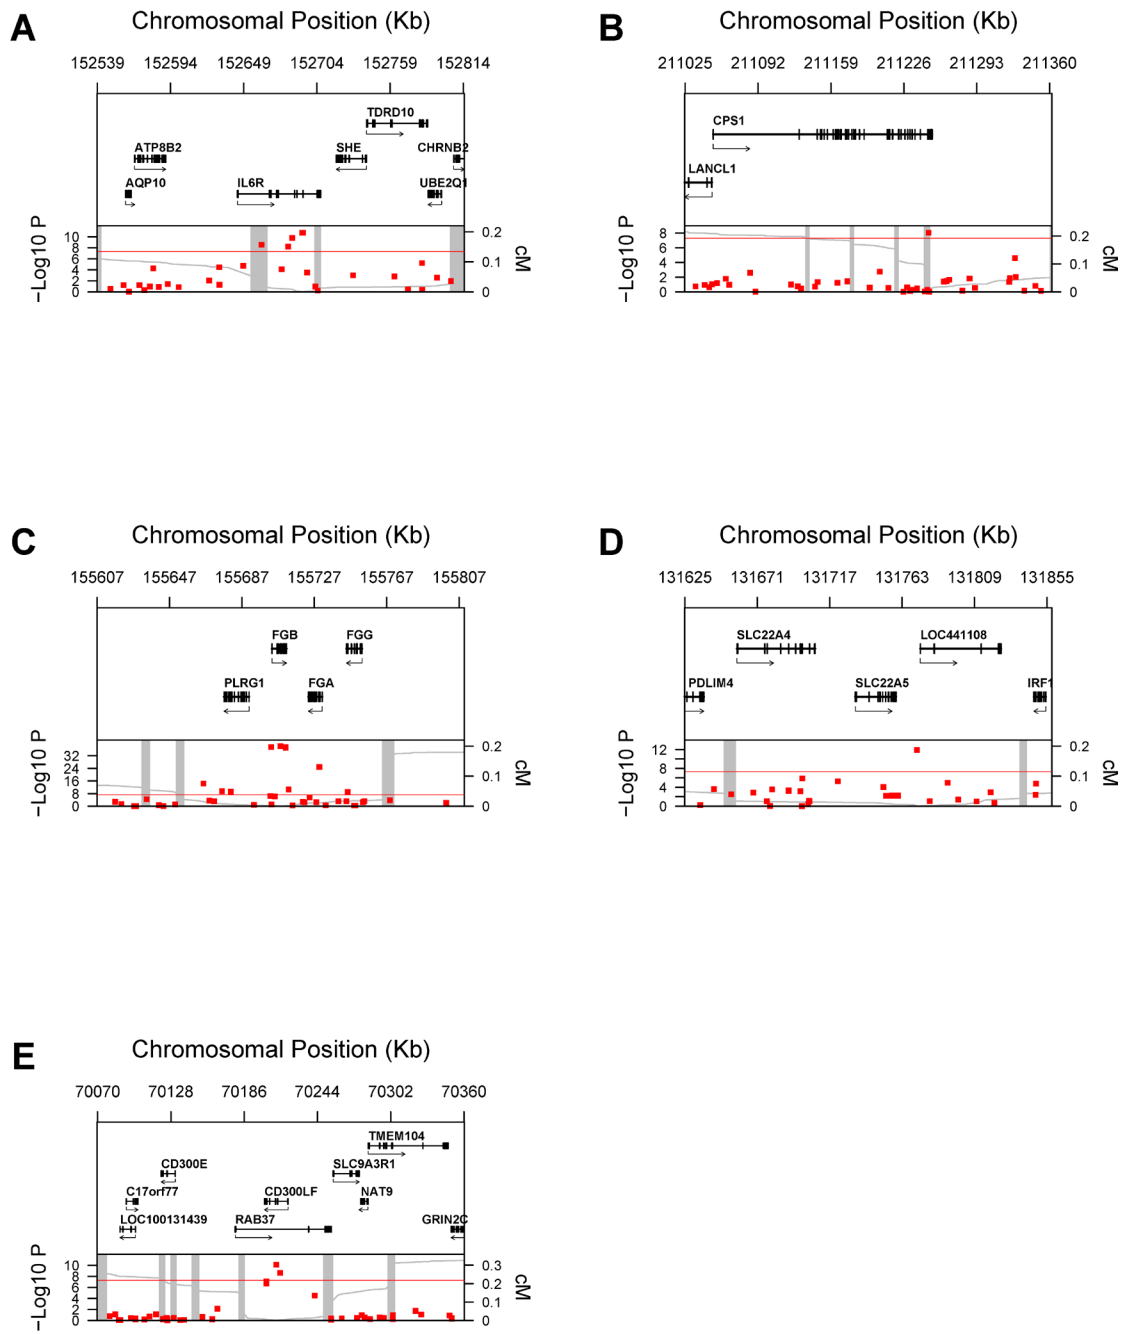 A
Chromosomal Position (Kb)
152539 152594 152649 152704 152759 152814
TDRD10
ATP8B2 SHE CHRNB2
AQP10 IL6R UBE2Q1
−Log10 P
10
8
6
4
2
0
0.2
0.1
0
cM
B
Chromosomal Position (Kb)
211025 211092 211159 211226 211293 211360
CPS1
LANCL1
−Log10 P
8
6
4
2
0
0.2
0.1
0
cM
C
Chromosomal Position (Kb)
155607 155647 155687 155727 155767 155807
FGB FGG
PLRG1 FGA
−Log10 P
32
24
16
8
0
0.2
0.1
0
cM
D
Chromosomal Position (Kb)
131625 131671 131717 131763 131809 131855
SLC22A4 LOC441108
PDLIM4 SLC22A5 IRF1
−Log10 P
12
8
6
4
2
0
0.2
0.1
0
cM
E
Chromosomal Position (Kb)
70070 70128 70186 70244 70302 70360
TMEM104
CD300E SLC9A3R1
C17orf77 CD300LF NAT9
LOC100131439 RAB37 GRIN2C
−Log10 P
10
8
6
4
2
0
0.3
0.2
0.1
0
cM